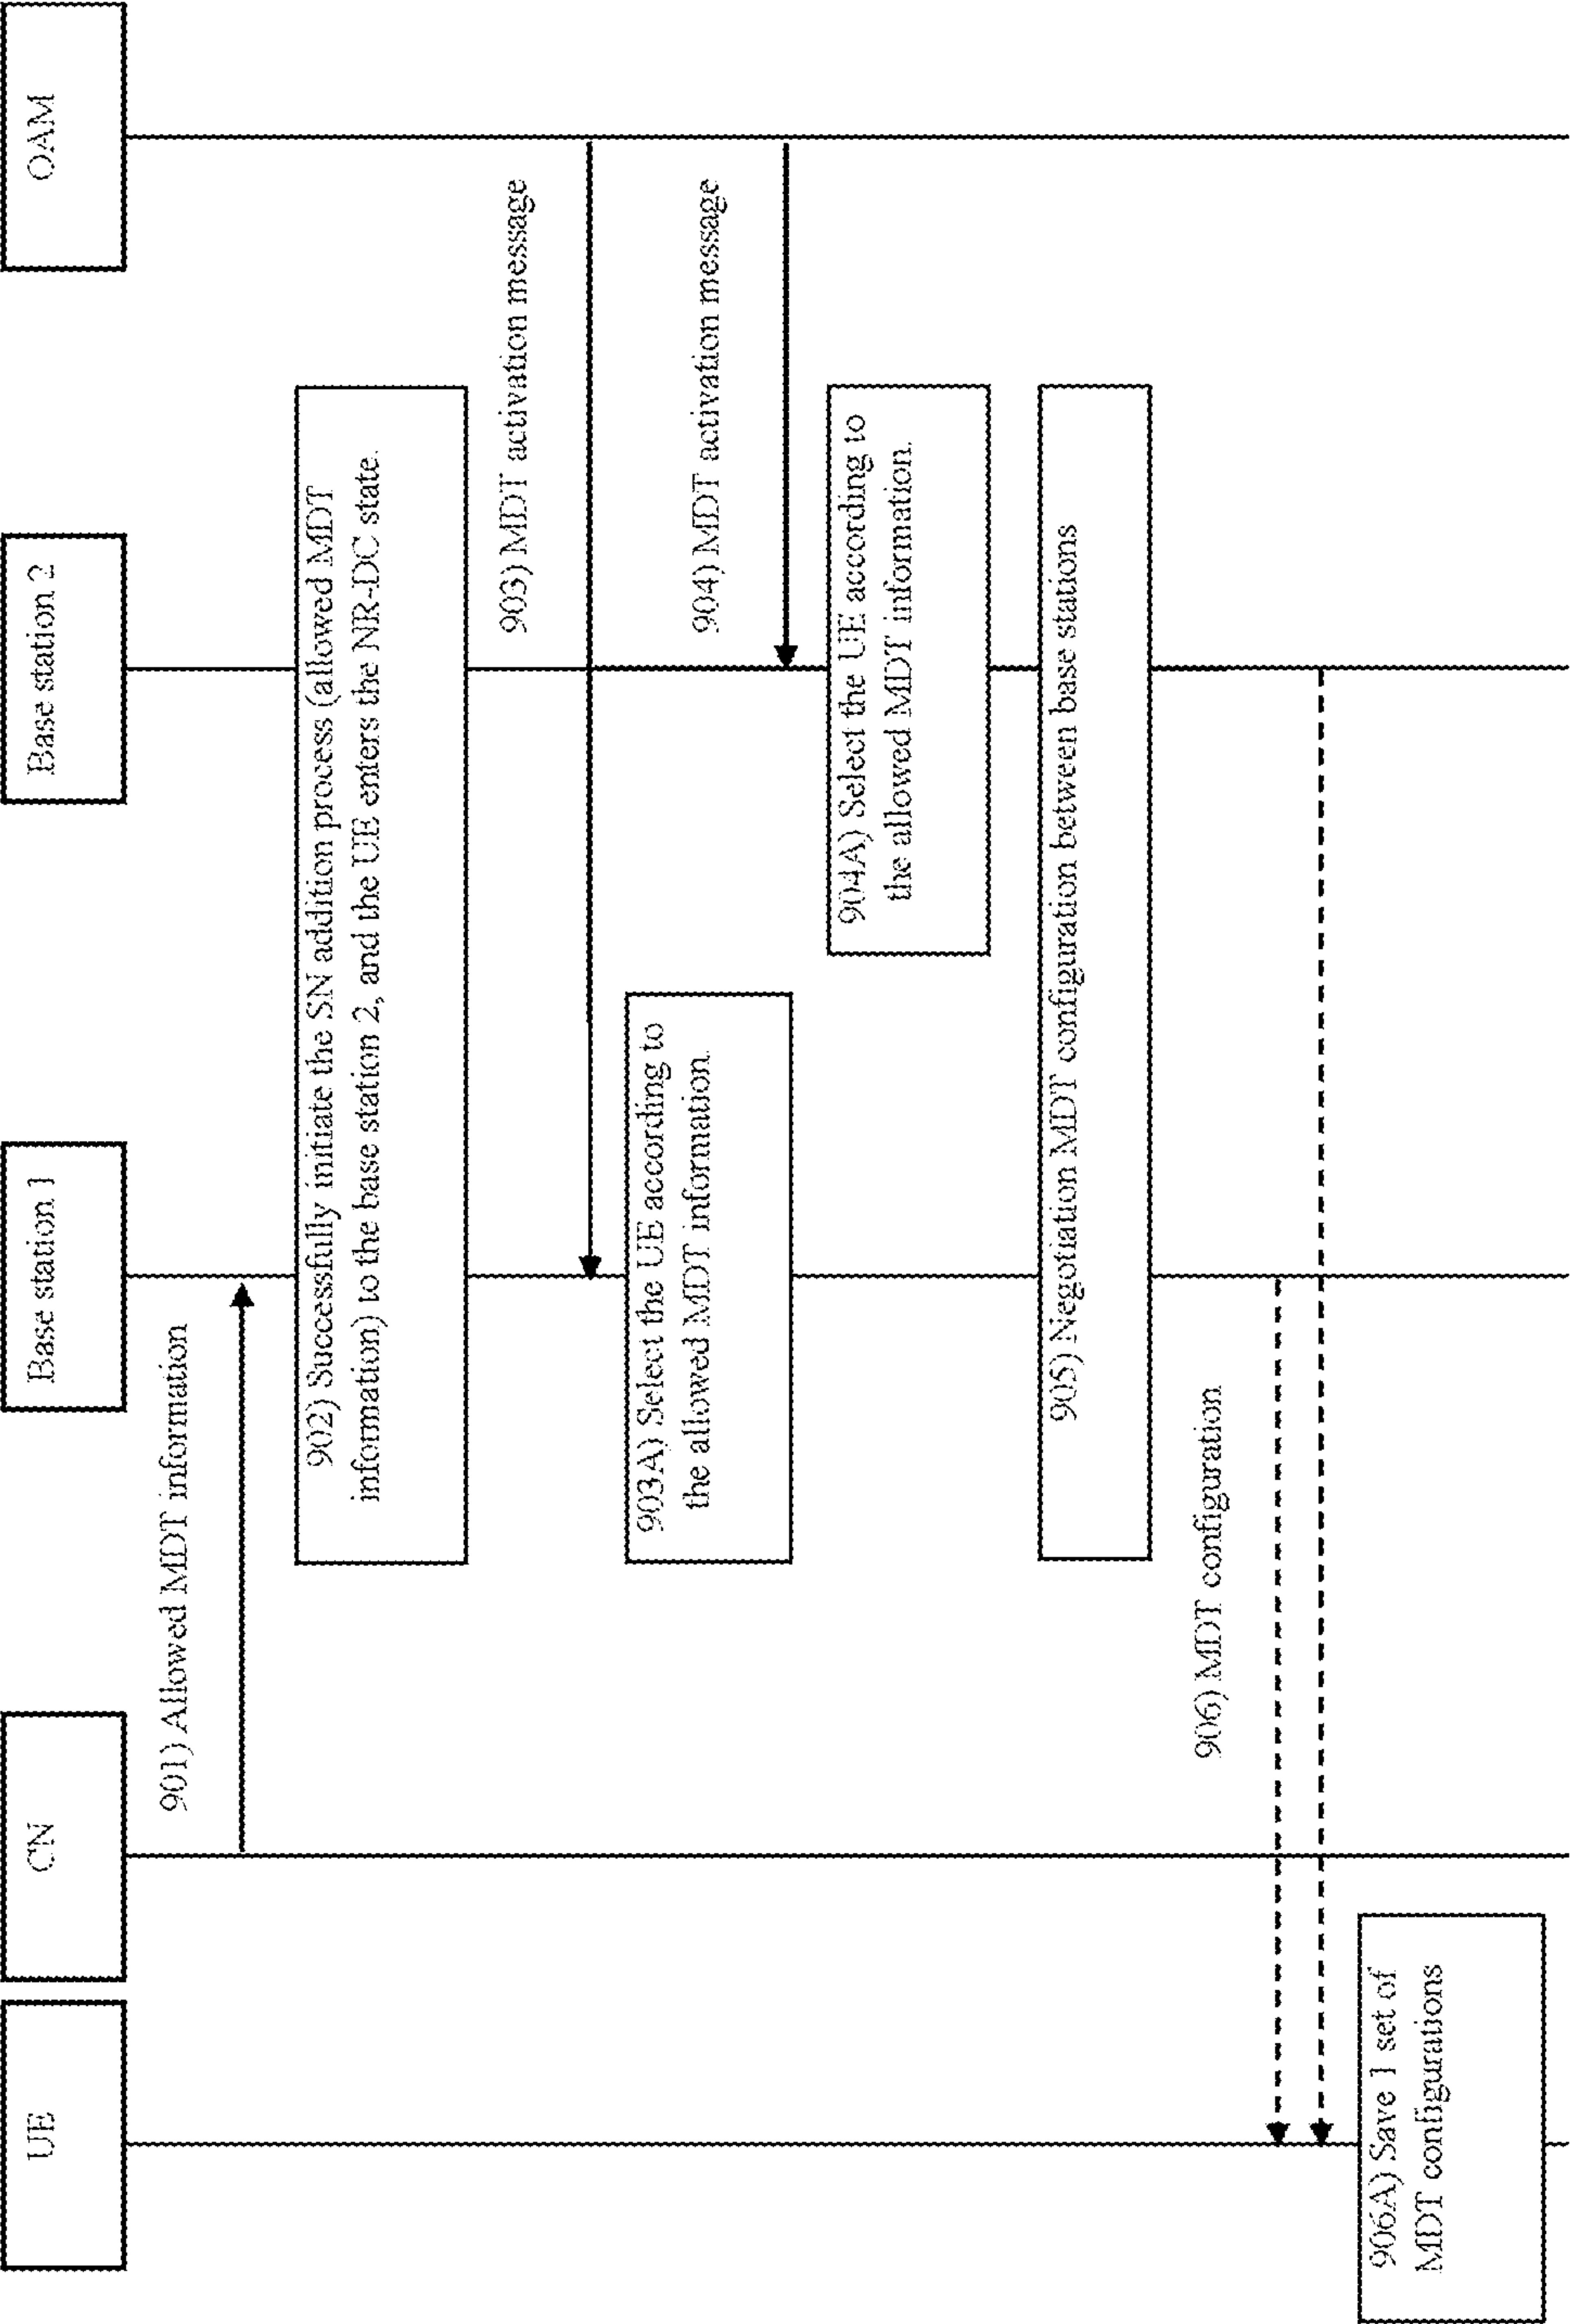 UE
CN
Base station 1
Base station 2
OAM
901) Allowed MDT information
902) Successfully initiate the SN addition process (allowed MDT
information) to the base station 2, and the UE enters the NR-DC state.
903) MDT activation message
903A) Select the UE according to
the allowed MDT information.
904) MDT activation message
904A) Select the UE according to
the allowed MDT information.
905) Negotiation MDT configuration between base stations
906) MDT configuration
906A) Save 1 set of
MDT configurations